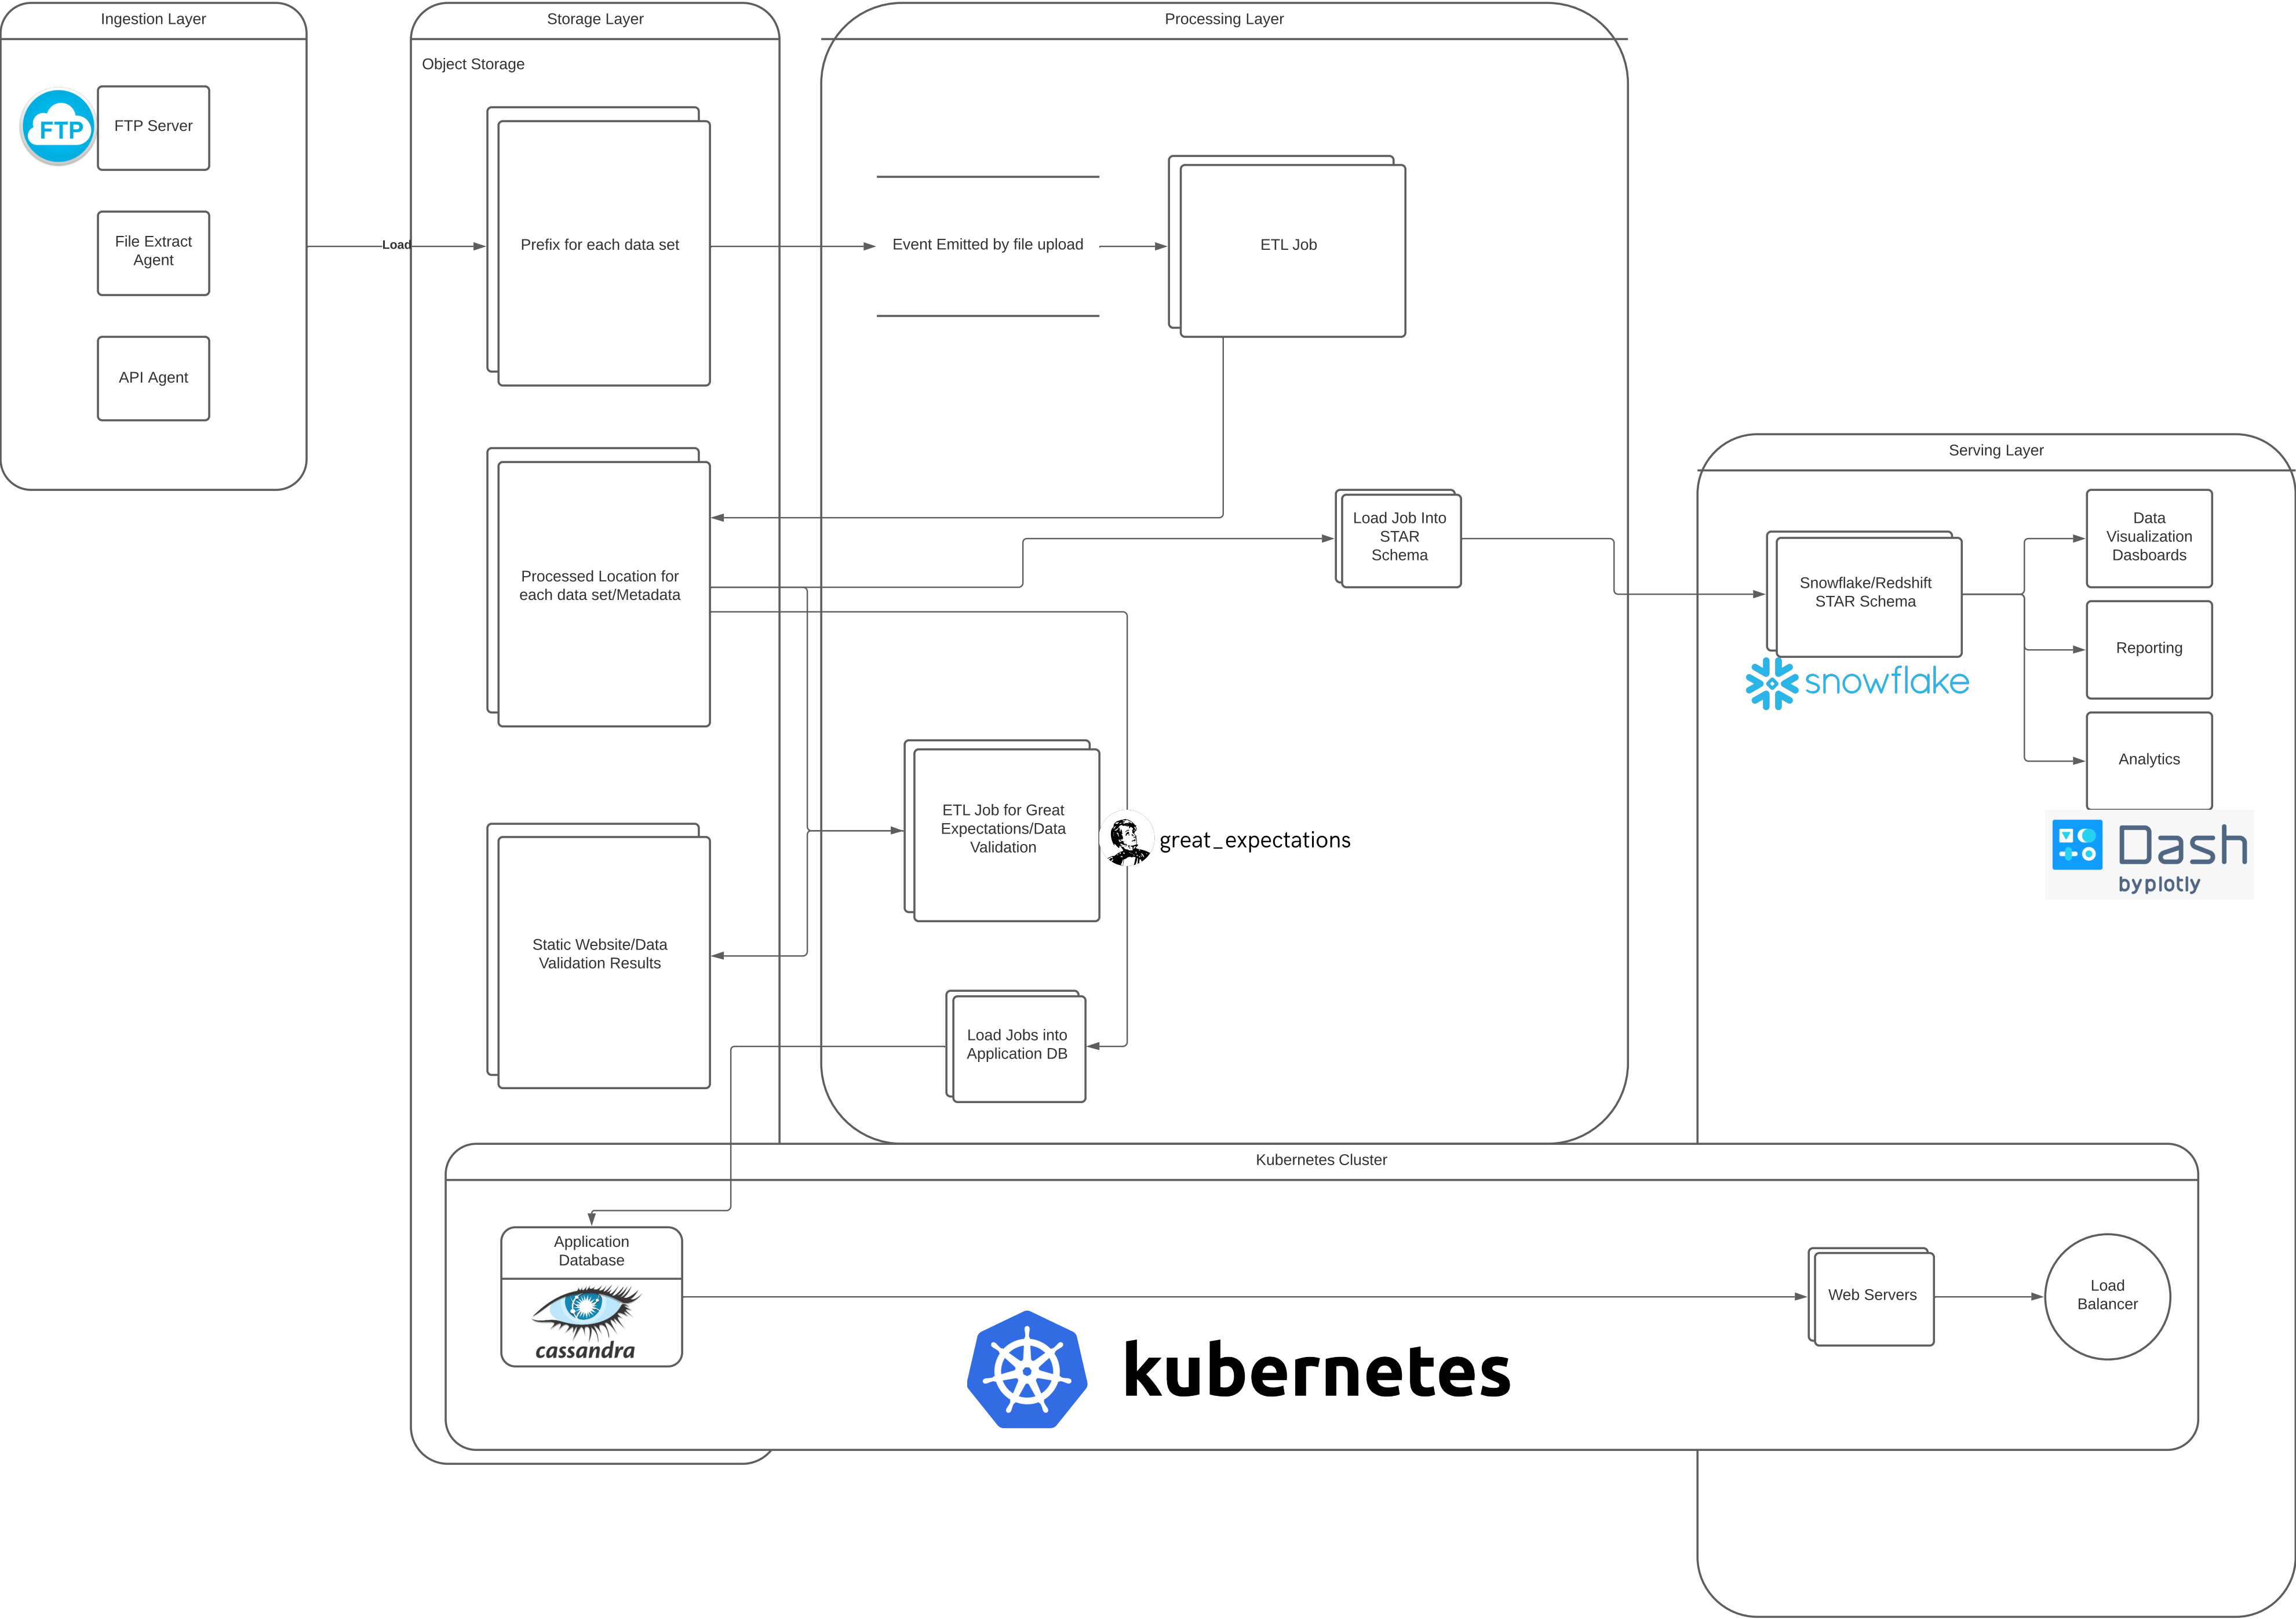 Ingestion Layer
FTP
FTP Server
File Extract
Agent
API Agent
Load
Storage Layer
Object Storage
Prefix for each data set
Processed Location for
each data set/Metadata
Static Website/Data
Validation Results
Processing Layer
Event Emitted by file upload
ETL Job
Load Job Into
STAR
Schema
ETL Job for Great
Expectations/Data
Validation
great_expectations
Load Jobs into
Application DB
Serving Layer
Snowflake/Redshift
STAR Schema
snowflake
Data
Visualization
Dasboards
Reporting
Analytics
Dash
byplotly
Kubernetes Cluster
Application
Database
cassandra
kubernetes
Web Servers
Load
Balancer